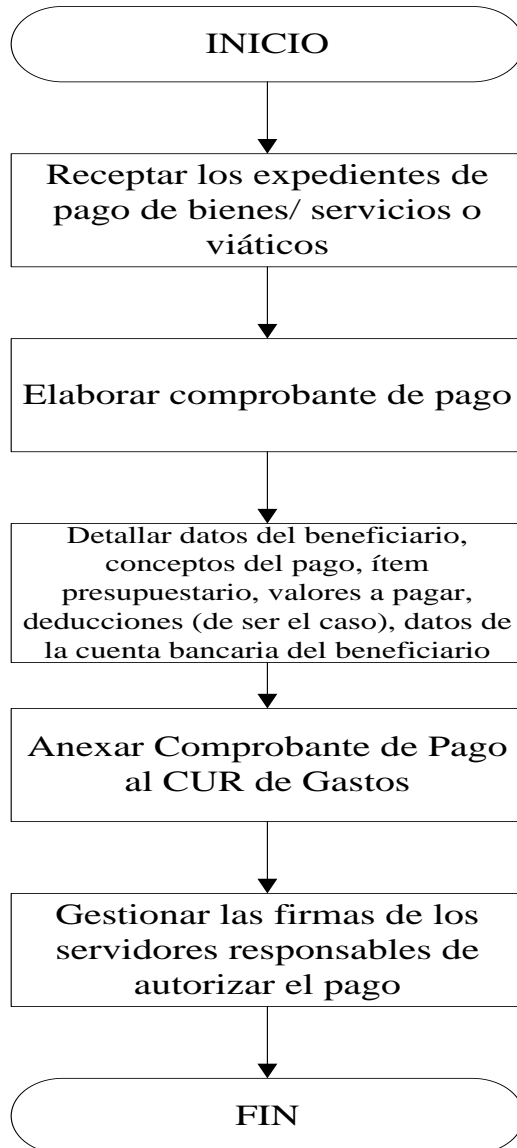 INICIO
Receptar los expedientes de
pago de bienes/ servicios o
viáticos
Elaborar comprobante de pago
Detallar datos del beneficiario,
conceptos del pago, ítem
presupuestario, valores a pagar,
deducciones (de ser el caso), datos de
la cuenta bancaria del beneficiario
Anexar Comprobante de Pago
al CUR de Gastos
Gestionar las firmas de los
servidores responsables de
autorizar el pago
FIN